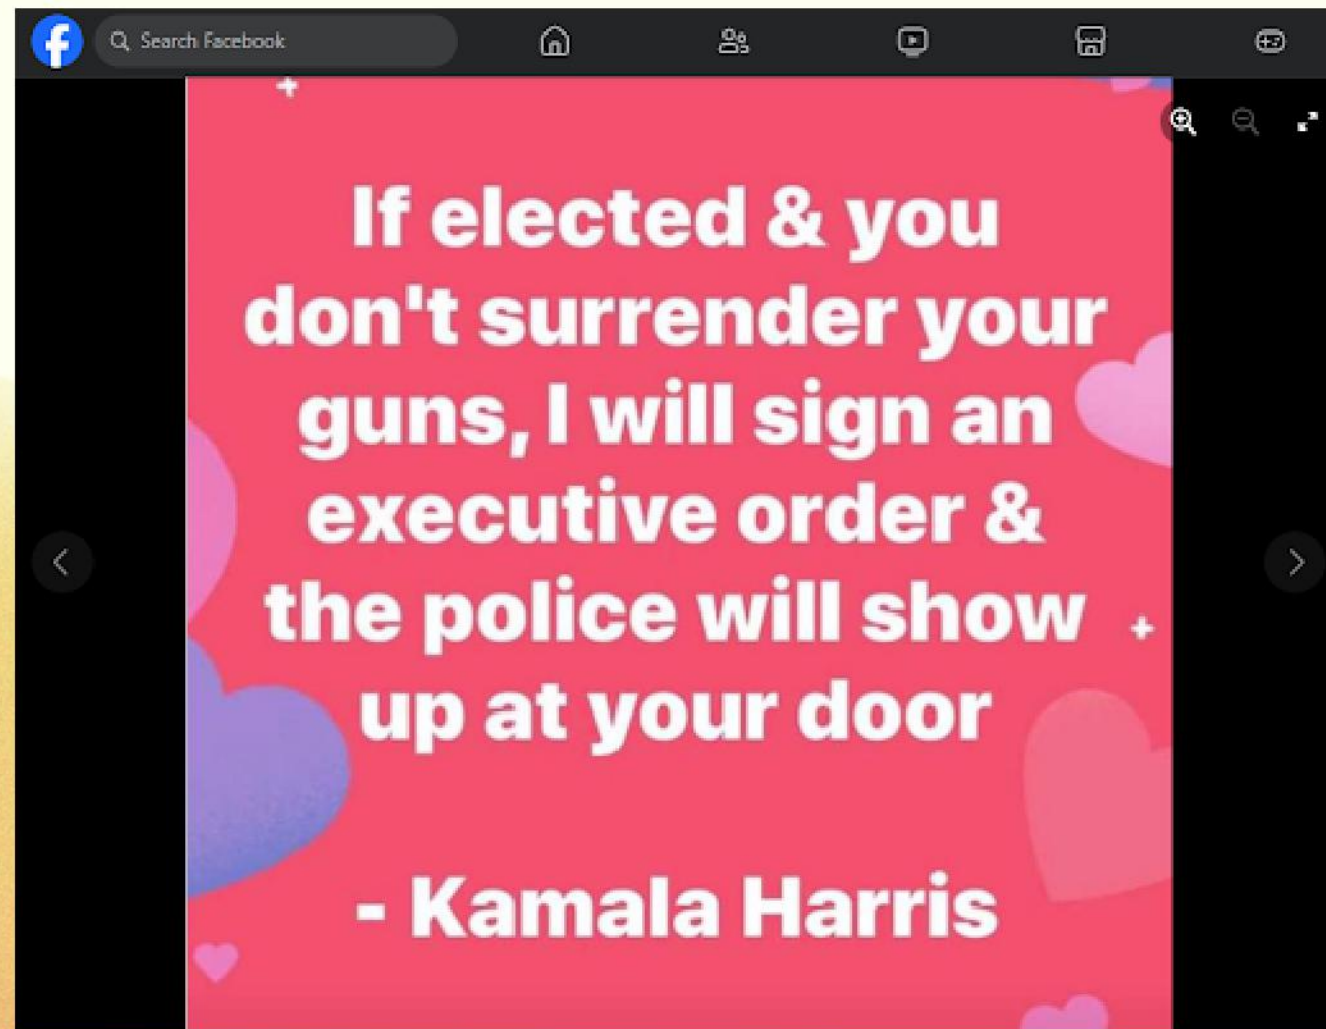 Search Facebook
If elected & you
don't surrender your
guns, I will sign an
executive order &
the police will show
up at your door
- Kamala Harris